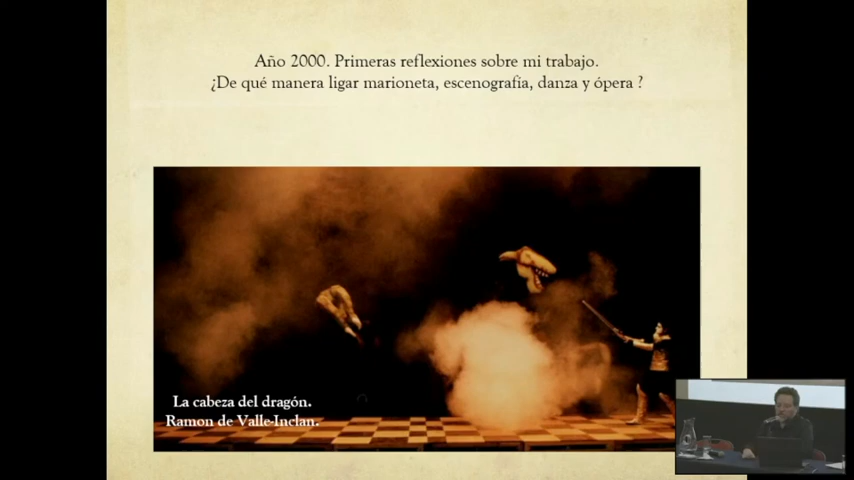 Año 2000. Primeras reflexiones sobre mi trabajo.
¿De qué manera ligar marioneta, escenografía, danza y ópera ?
La cabeza del dragón.
Ramon de Valle-Inclan.